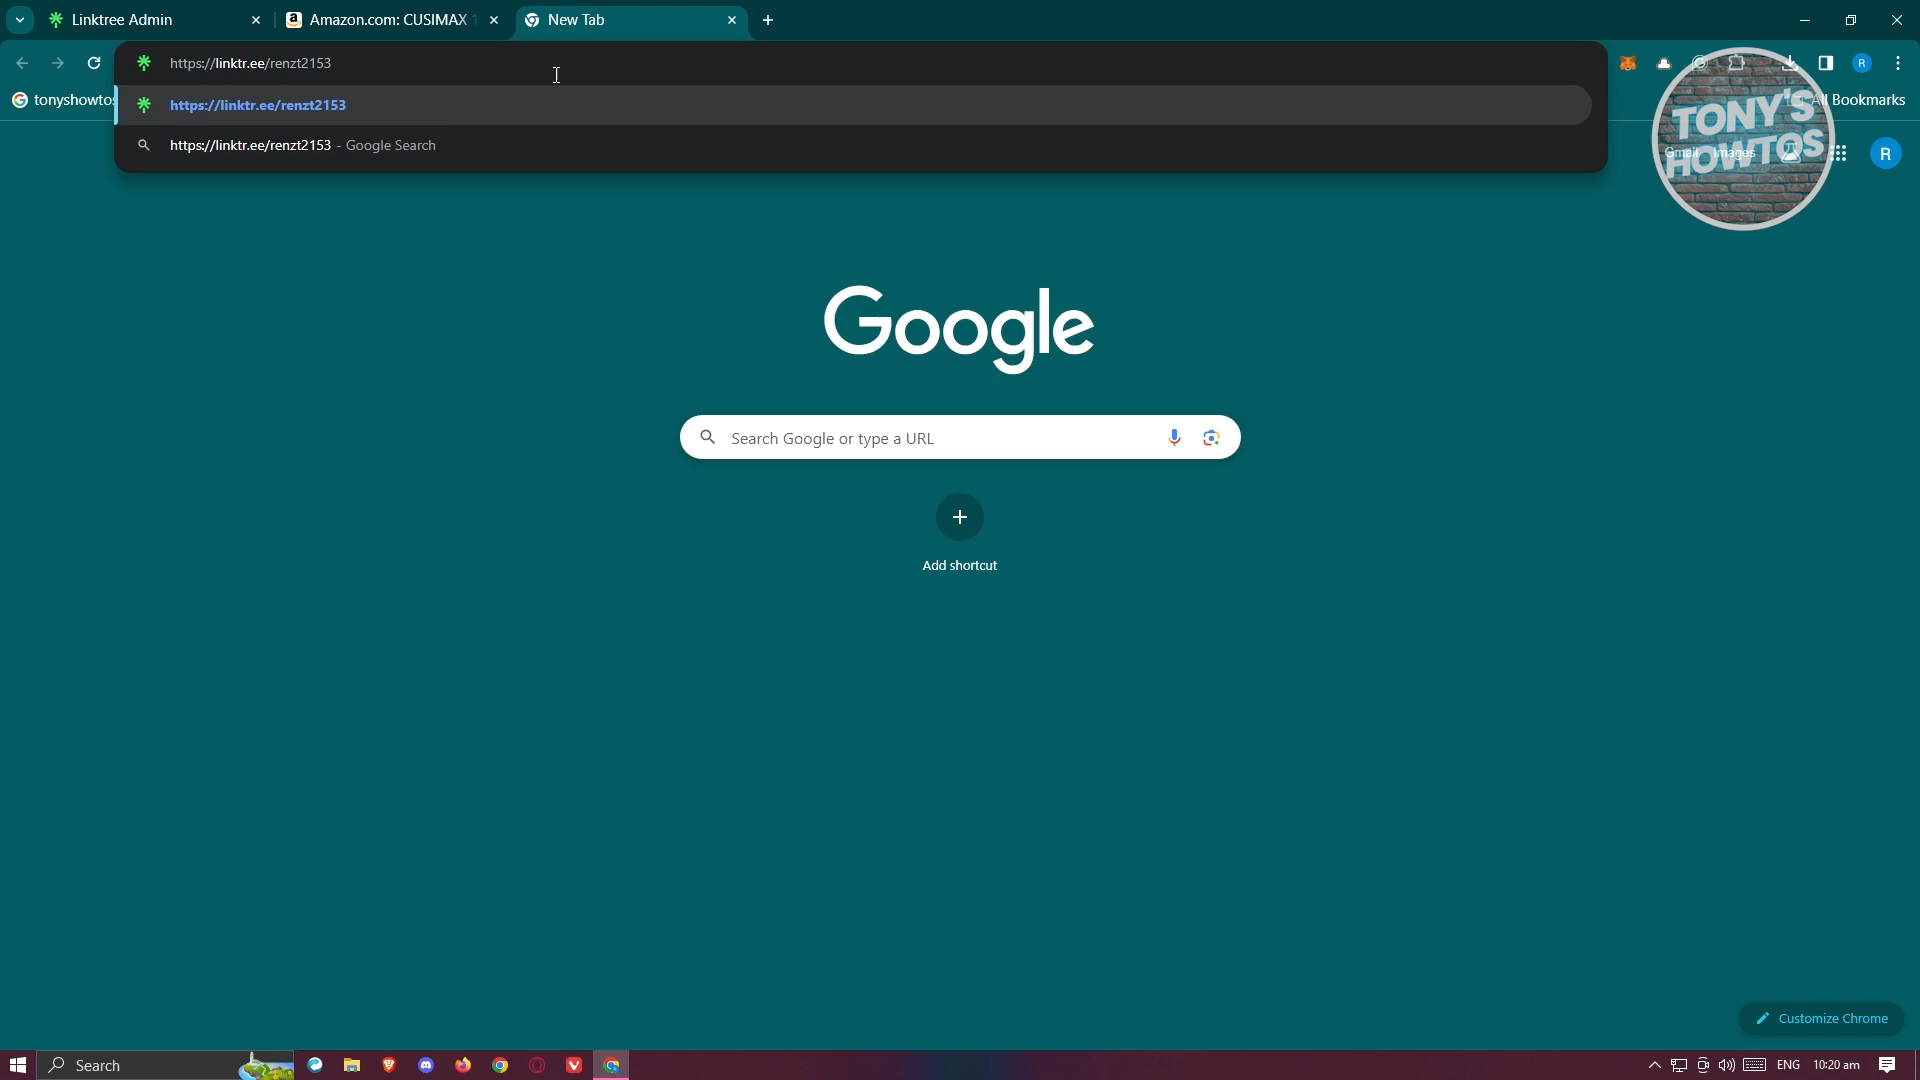 Linktree Admin
Amazon.com: CUSIMAX 1
New Tab
https://linktr.ee/renzt2153
https://linktr.ee/renzt2153
https://linktr.ee/renzt2153 - Google Search
tonyshowtos
All Bookmarks
TONY'S
HOWTOS
Gmail Images
R
R
Google
Search Google or type a URL
Add shortcut
Customize Chrome
Search
ENG
10:20 am